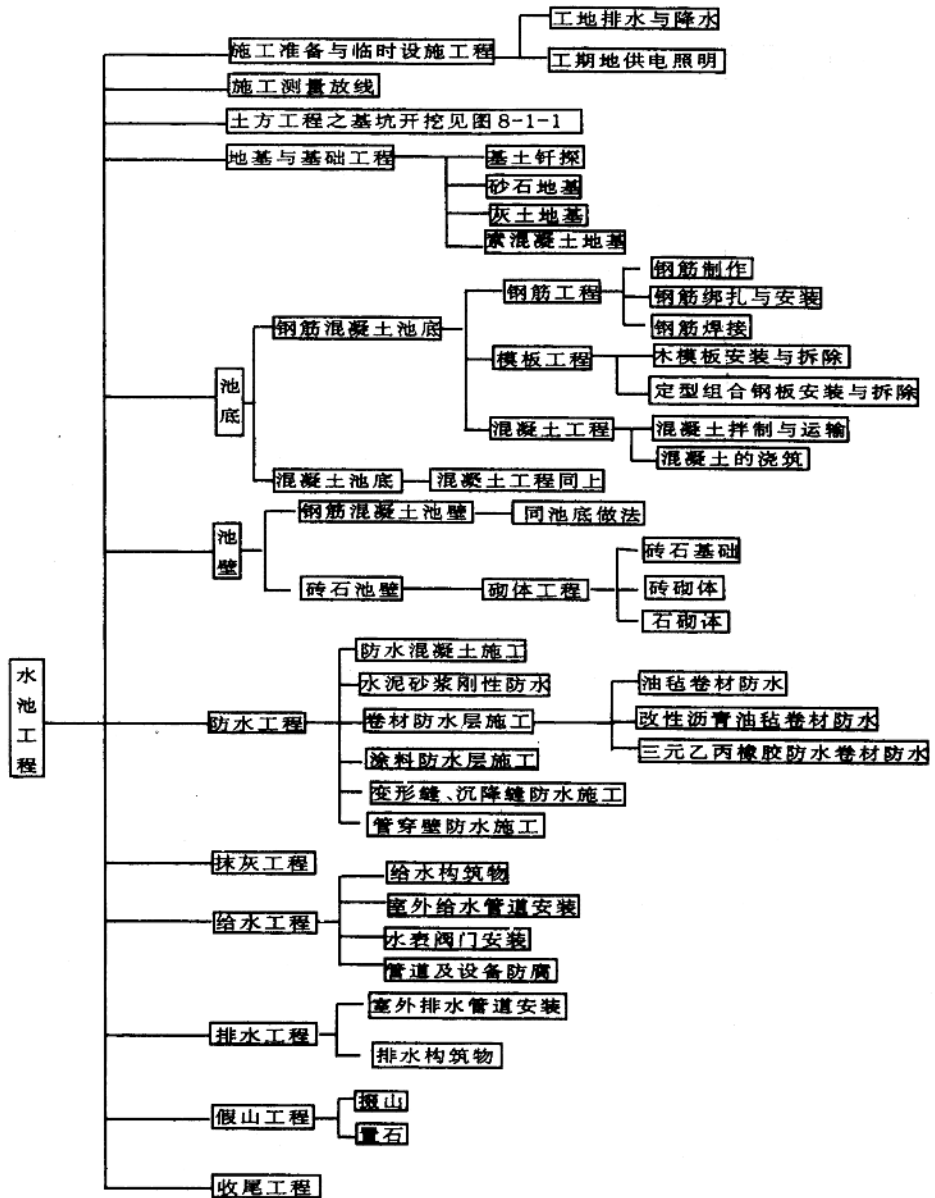 工地排水与降水
施工准备与临时设施工程
工期地供电照明
施工测量放线
土方工程之基坑开挖见图8-1-1
地基与基础工程
基土钎探
砂石地基
灰土地基
素混凝土地基
钢筋制作
钢筋工程
钢筋绑扎与安装
钢筋混凝土池底
钢筋焊接
模板工程
木模板安装与拆除
池底
定型组合钢板安装与拆除
混凝土工程
混凝土拌制与运输
混凝土的浇筑
混凝土池底
混凝土工程同上
钢筋混凝土池壁
同池底做法
池壁
砖石基础
砖石池壁
砌体工程
砖砌体
石砌体
防水混凝土施工
水池工程
水泥砂浆刚性防水
油毡卷材防水
防水工程
卷材防水层施工
改性沥青油毡卷材防水
三元乙丙橡胶防水卷材防水
涂料防水层施工
变形缝、沉降缝防水施工
管穿壁防水施工
抹灰工程
给水构筑物
给水工程
室外给水管道安装
水表阀门安装
管道及设备防腐
室外排水管道安装
排水工程
排水构筑物
掇山
假山工程
置石
收尾工程